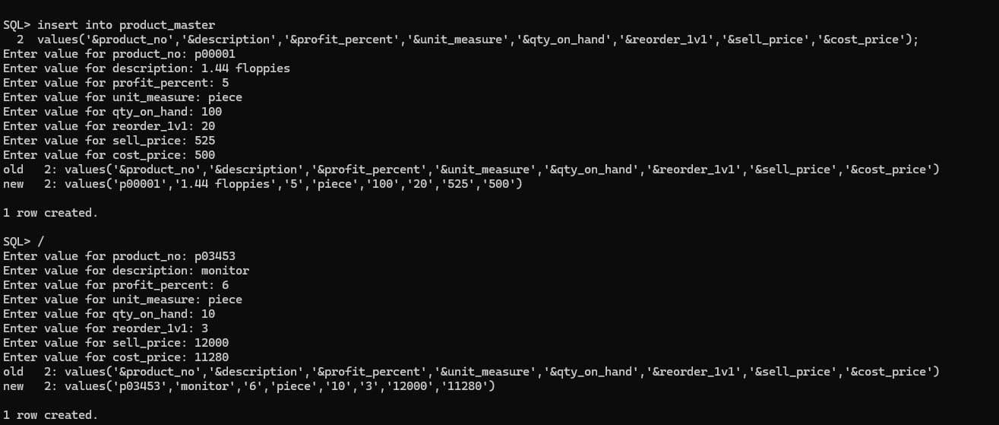 SQL> insert into product_master
  2  values('&product_no','&description','&profit_percent','&unit_measure','&qty_on_hand','&reorder_1v1','&sell_price','&cost_price');
Enter value for product_no: p00001
Enter value for description: 1.44 floppies
Enter value for profit_percent: 5
Enter value for unit_measure: piece
Enter value for qty_on_hand: 100
Enter value for reorder_1v1: 20
Enter value for sell_price: 525
Enter value for cost_price: 500
old   2: values('&product_no','&description','&profit_percent','&unit_measure','&qty_on_hand','&reorder_1v1','&sell_price','&cost_price')
new   2: values('p00001','1.44 floppies','5','piece','100','20','525','500')
1 row created.
SQL> /
Enter value for product_no: p03453
Enter value for description: monitor
Enter value for profit_percent: 6
Enter value for unit_measure: piece
Enter value for qty_on_hand: 10
Enter value for reorder_1v1: 3
Enter value for sell_price: 12000
Enter value for cost_price: 11280
old   2: values('&product_no','&description','&profit_percent','&unit_measure','&qty_on_hand','&reorder_1v1','&sell_price','&cost_price')
new   2: values('p03453','monitor','6','piece','10','3','12000','11280')
1 row created.